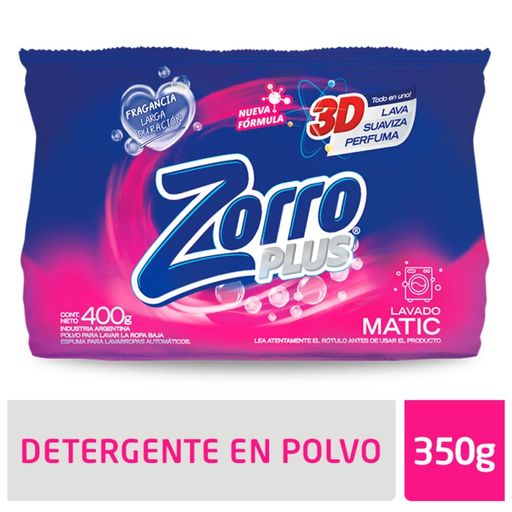 FRAGANCIA
LARGA
DURACIÓN
NUEVA
FÓRMULA
3D
Todo en uno!
LAVA
SUAVIZA
PERFUMA
Zorro
PLUS®
CONT.
NETO 400g
INDUSTRIA ARGENTINA
POLVO PARA LAVAR LA ROPA BAJA
ESPUMA PARA LAVARROPAS AUTOMÁTICOS.
LAVADO
MATIC
LEA ATENTAMENTE EL RÓTULO ANTES DE USAR EL PRODUCTO
DETERGENTE EN POLVO
350g